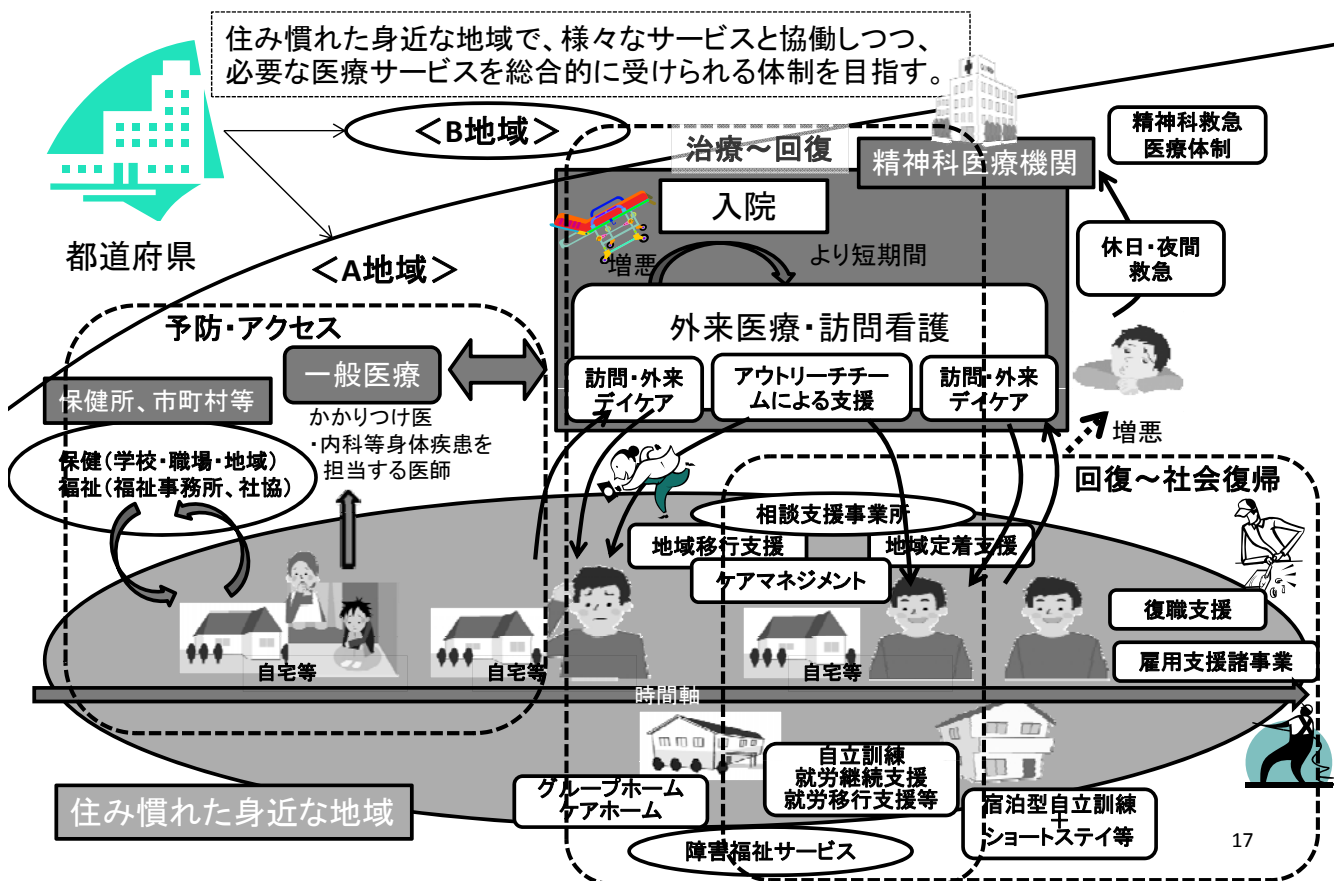 住み慣れた身近な地域で、様々なサービスと協働しつつ、
必要な医療サービスを総合的に受けられる体制を目指す。
<B地域>
治療～回復
精神科医療機関
精神科救急
医療体制
入院
都道府県
<A地域>
増悪
より短期間
休日・夜間
救急
予防・アクセス
外来医療・訪問看護
一般医療
訪問・外来
デイケア
アウトリーチチー
ムによる支援
訪問・外来
デイケア
保健所、市町村等
かかりつけ医
・内科等身体疾患を
担当する医師
増悪
保健(学校・職場・地域)
福祉(福祉事務所、社協)
回復～社会復帰
相談支援事業所
地域移行支援
地域定着支援
ケアマネジメント
復職支援
雇用支援諸事業
自宅等
自宅等
自宅等
時間軸
自立訓練
就労継続支援
就労移行支援等
グループホーム
ケアホーム
宿泊型自立訓練
+
ショートステイ等
住み慣れた身近な地域
障害福祉サービス
17